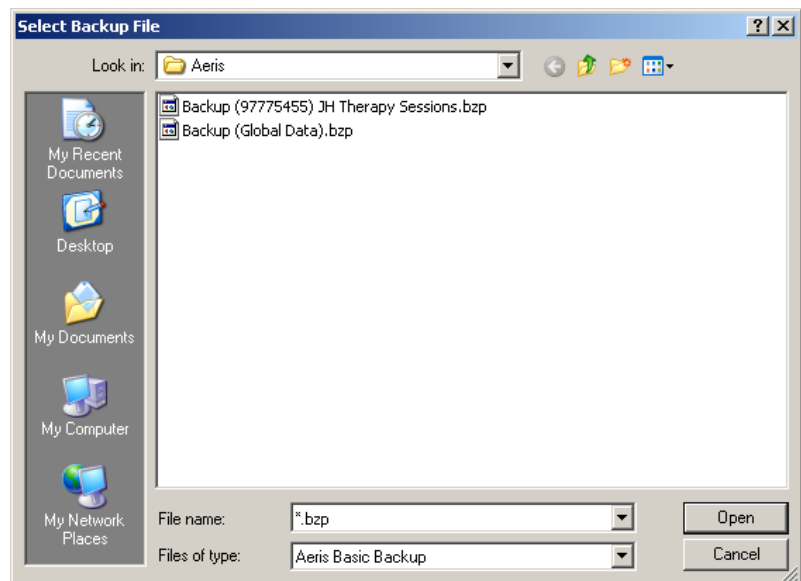 Select Backup File
Look in:
Aeris
Backup (97775455) JH Therapy Sessions.bzp
Backup (Global Data).bzp
My Recent
Documents
Desktop
My Documents
My Computer
My Network
Places
File name:
*.bzp
Open
Files of type:
Aeris Basic Backup
Cancel